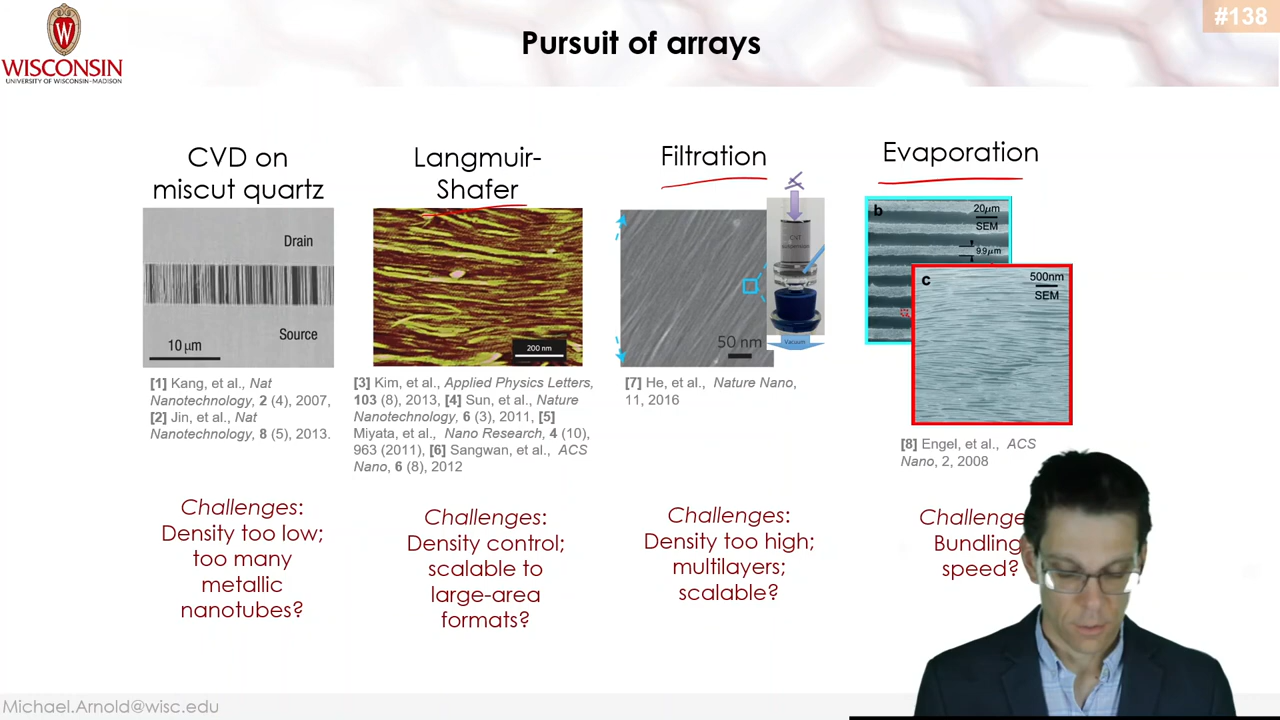 #138
WISCONSIN
UNIVERSITY OF WISCONSIN-MADISON
Pursuit of arrays
CVD on
miscut quartz
Drain
Source
10 µm
[1] Kang, et al., Nat
Nanotechnology, 2 (4), 2007,
[2] Jin, et al., Nat
Nanotechnology, 8 (5), 2013.
Challenges:
Density too low;
too many
metallic
nanotubes?
Langmuir-
Shafer
200 nm
[3] Kim, et al., Applied Physics Letters,
103 (8), 2013, [4] Sun, et al., Nature
Nanotechnology, 6 (3), 2011, [5]
Miyata, et al., Nano Research, 4 (10),
963 (2011), [6] Sangwan, et al., ACS
Nano, 6 (8), 2012
Challenges:
Density control;
scalable to
large-area
formats?
Filtration
50 nm
Vacuum
[7] He, et al., Nature Nano,
11, 2016
Challenges:
Density too high;
multilayers;
scalable?
Evaporation
b
20µm
SEM
9.9µm
c
500nm
SEM
[8] Engel, et al., ACS
Nano, 2, 2008
Challenge
Bundling
speed?
Michael.Arnold@wisc.edu